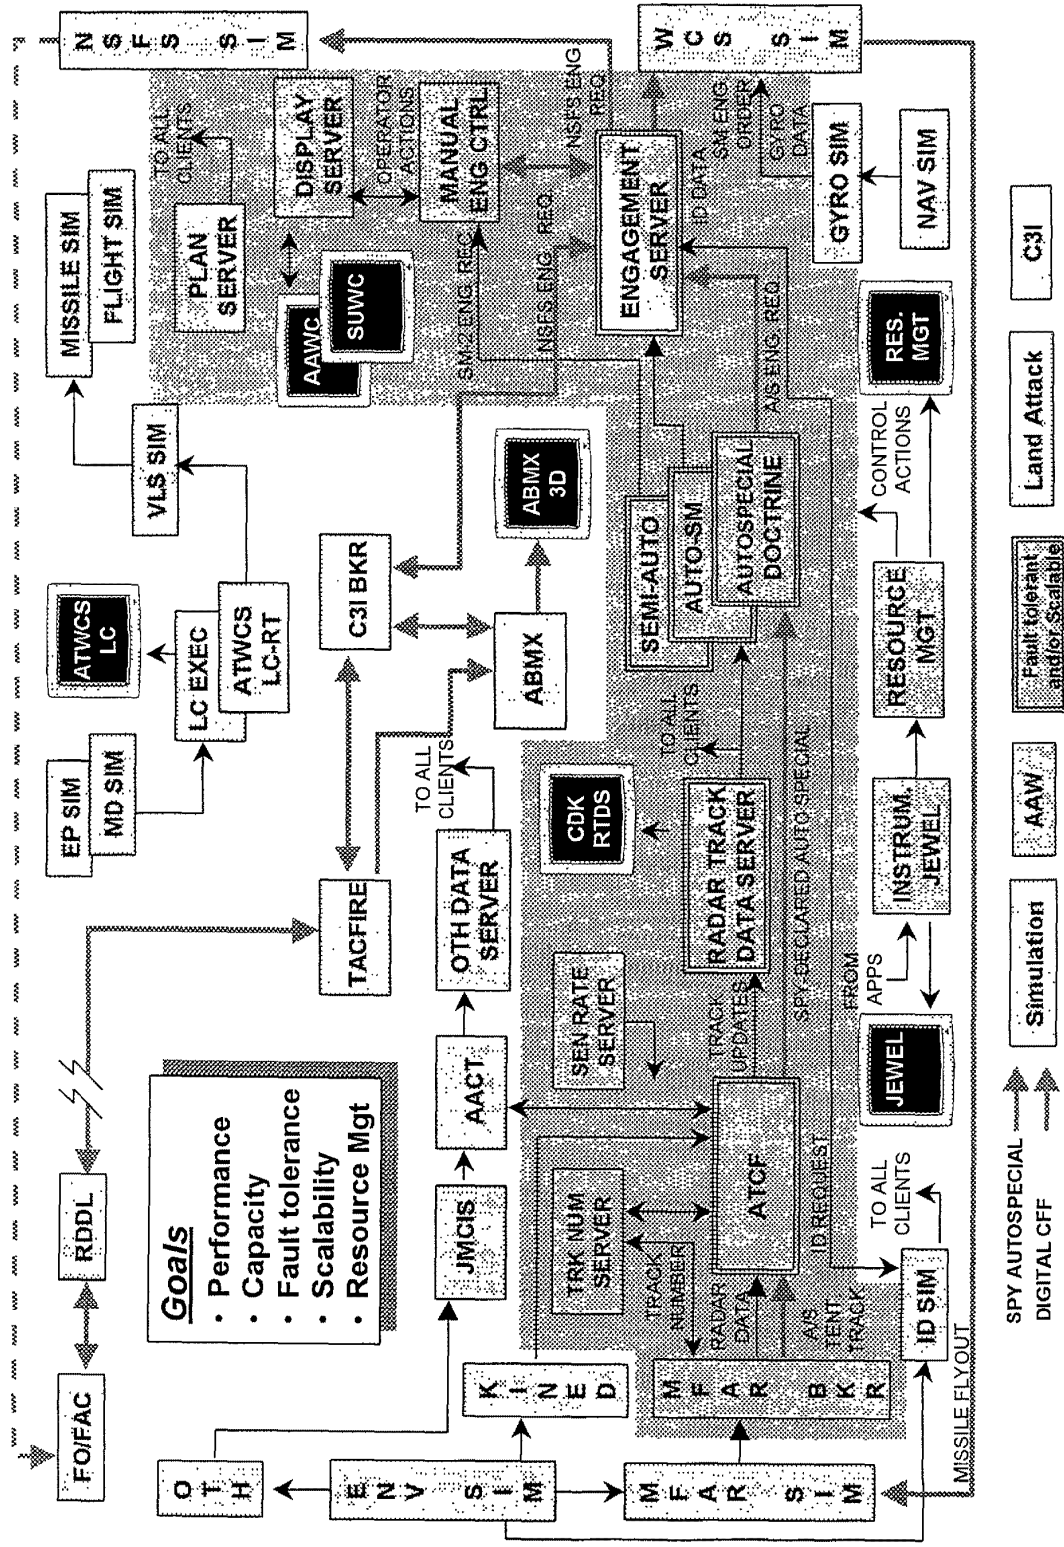 FO/FAC
RDDL
EP SIM
MD SIM
ATWCS
LC
LC EXEC
ATWCS
LC-RT
VLS SIM
MISSILE SIM
FLIGHT SIM
NSFS SIM
Goals
• Performance
• Capacity
• Fault tolerance
• Scalability
• Resource Mgt
TACFIRE
C3I BKR
PLAN
SERVER
TO ALL
CLIENTS
AAWC
SUWC
DISPLAY
SERVER
OPERATOR
ACTIONS
MANUAL
ENG CTRL
OTH
ENV SIM
MFAR SIM
KINED
MFAR BKR
JMCIS
AACT
OTH DATA
SERVER
TO ALL
CLIENTS
ABMX
ABMX
3D
SM-2 ENG. REQ.
NSFS ENG. REQ.
NSFS ENG
REQ.
TRK NUM
SERVER
SEN RATE
SERVER
CDK
RTDS
TRACK
NUMBER
RADAR
DATA
A/S
TENT
TRACK
ATCF
TRACK
UPDATES
RADAR TRACK
DATA SERVER
TO ALL
CLIENTS
SEMI-AUTO
AUTO-SM
AUTOSPECIAL
DOCTRINE
ENGAGEMENT
SERVER
WCS SIM
ID DATA
SM ENG
ORDER
GYRO
DATA
A/S ENG REQ.
SPY-DECLARED AUTO SPECIAL
ID REQUEST
ID SIM
TO ALL
CLIENTS
JEWEL
FROM
APPS
INSTRUM.
JEWEL
RESOURCE
MGT
CONTROL
ACTIONS
RES.
MGT
GYRO SIM
NAV SIM
MISSILE FLYOUT
SPY AUTOSPECIAL
DIGITAL CFF
Simulation
AAW
Fault tolerant
and/or Scalable
Land Attack
C3I